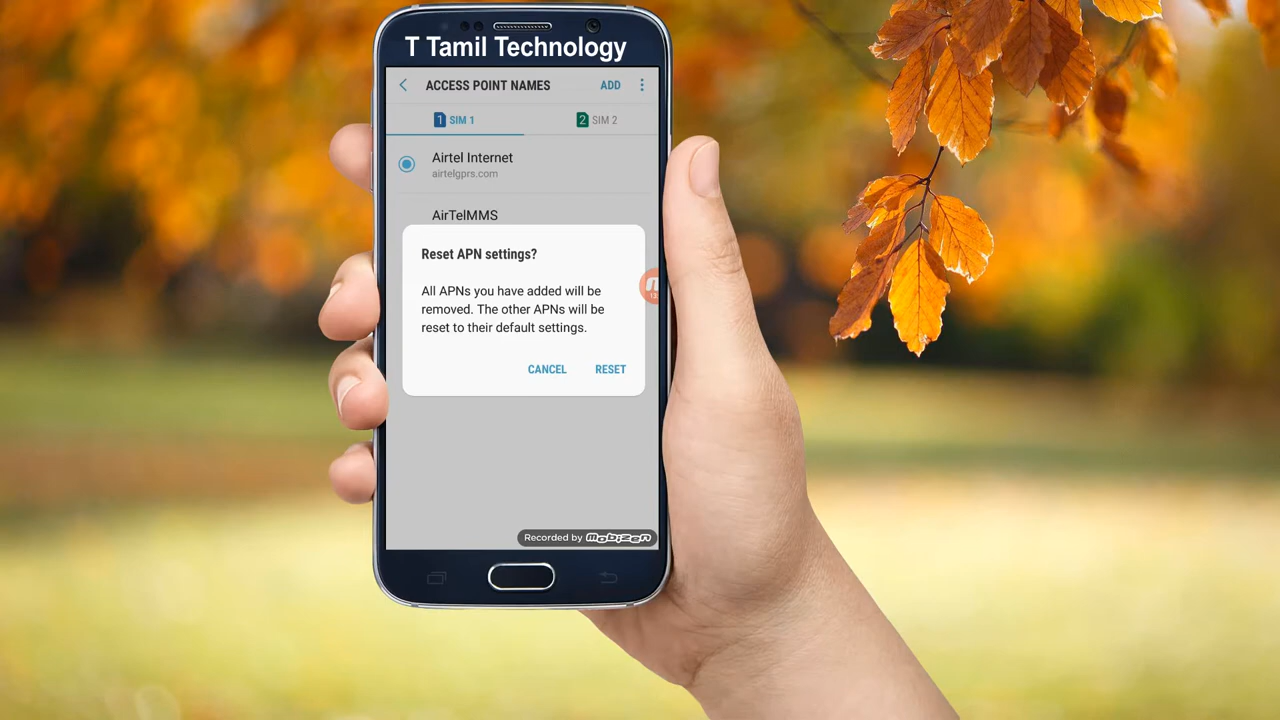 T Tamil Technology
ACCESS POINT NAMES
ADD
1 SIM 1
2 SIM 2
Airtel Internet
airtelgprs.com
AirTelMMS
Reset APN settings?
All APNs you have added will be
removed. The other APNs will be
reset to their default settings.
CANCEL
RESET
Recorded by mobizen